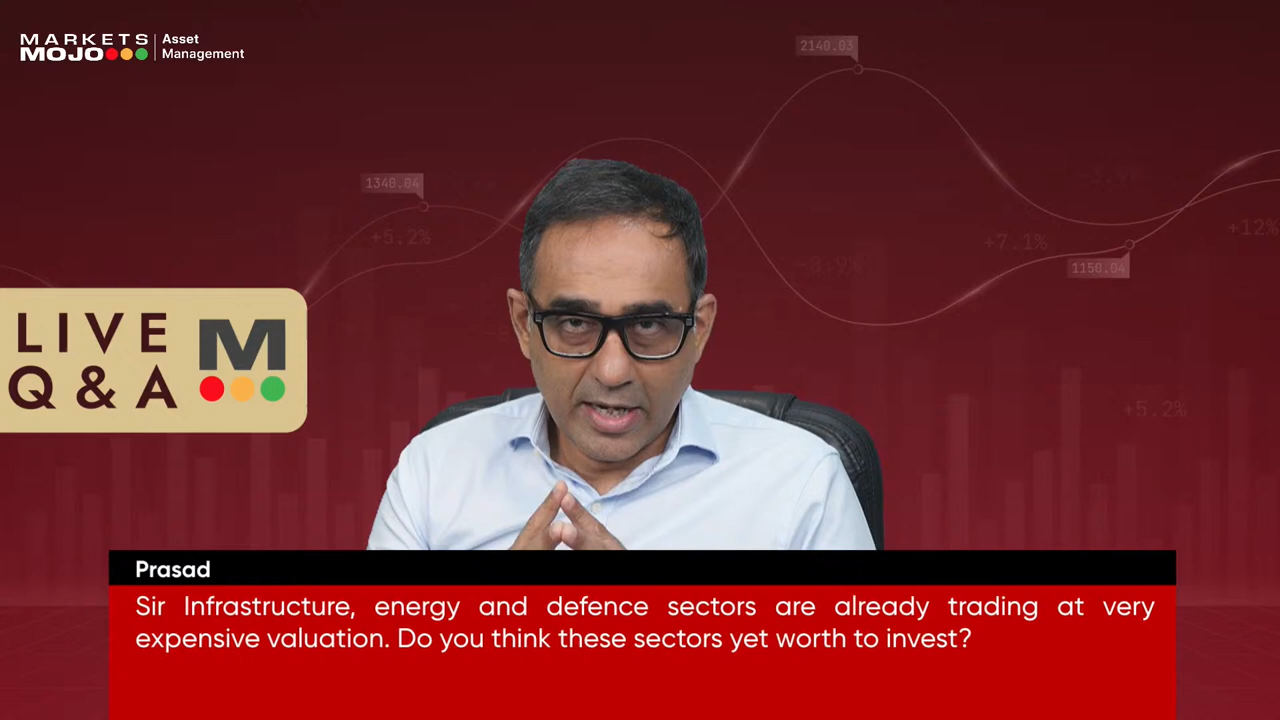 MARKETS
MOJO
Asset
Management
2140.03
1340.04
+5.2%
+7.1%
+12%
1150.04
LIVE M
Q & A
+5.2%
Prasad
Sir Infrastructure, energy and defence sectors are already trading at very
expensive valuation. Do you think these sectors yet worth to invest?